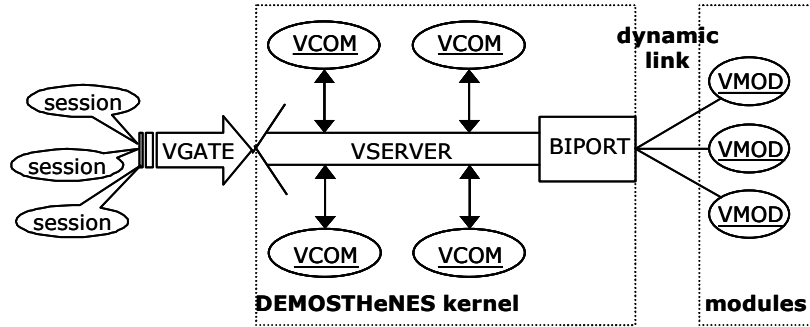 VCOM
VCOM
dynamic
link
session
VMOD
session
VGATE
VSERVER
BIPORT
VMOD
session
VMOD
VCOM
VCOM
DEMOSTHeNES kernel
modules